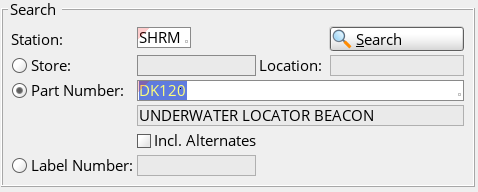 Search
Station: SHRM Search
Store: Location:
Part Number: DK120
UNDERWATER LOCATOR BEACON
Incl. Alternates
Label Number: